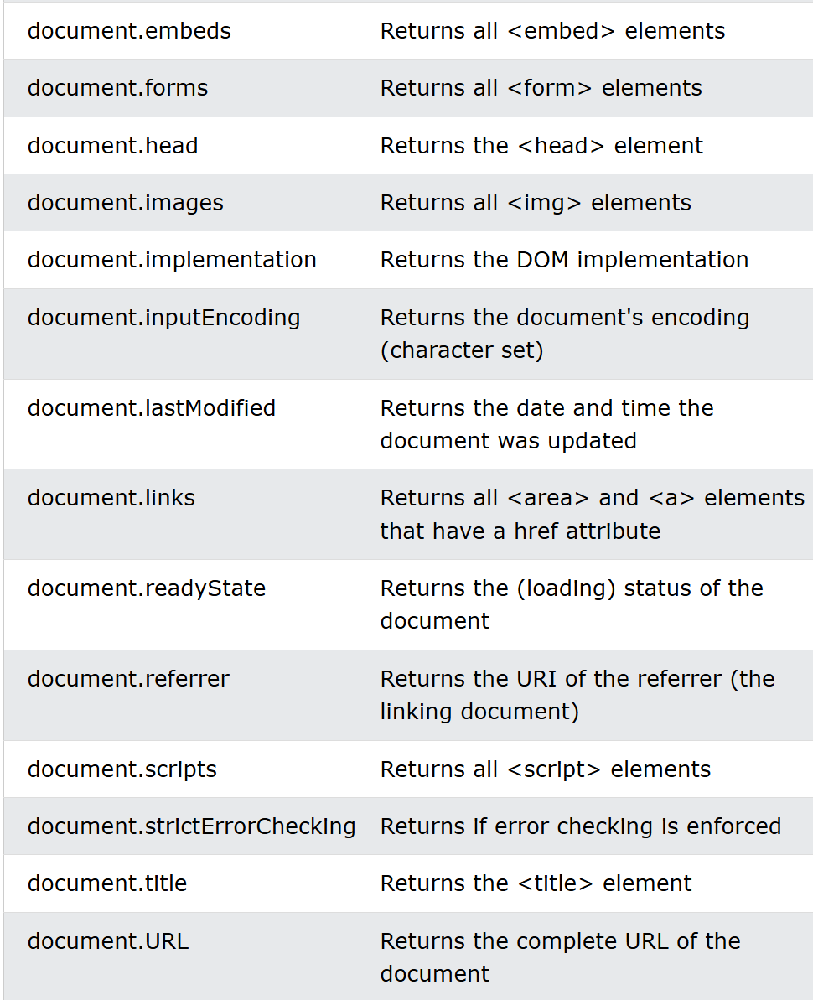 document.embeds Returns all <embed> elements
document.forms Returns all <form> elements
document.head Returns the <head> element
document.images Returns all <img> elements
document.implementation Returns the DOM implementation
document.inputEncoding Returns the document's encoding
(character set)
document.lastModified Returns the date and time the
document was updated
document.links Returns all <area> and <a> elements
that have a href attribute
document.readyState Returns the (loading) status of the
document
document.referrer Returns the URI of the referrer (the
linking document)
document.scripts Returns all <script> elements
document.strictErrorChecking Returns if error checking is enforced
document.title Returns the <title> element
document.URL Returns the complete URL of the
document